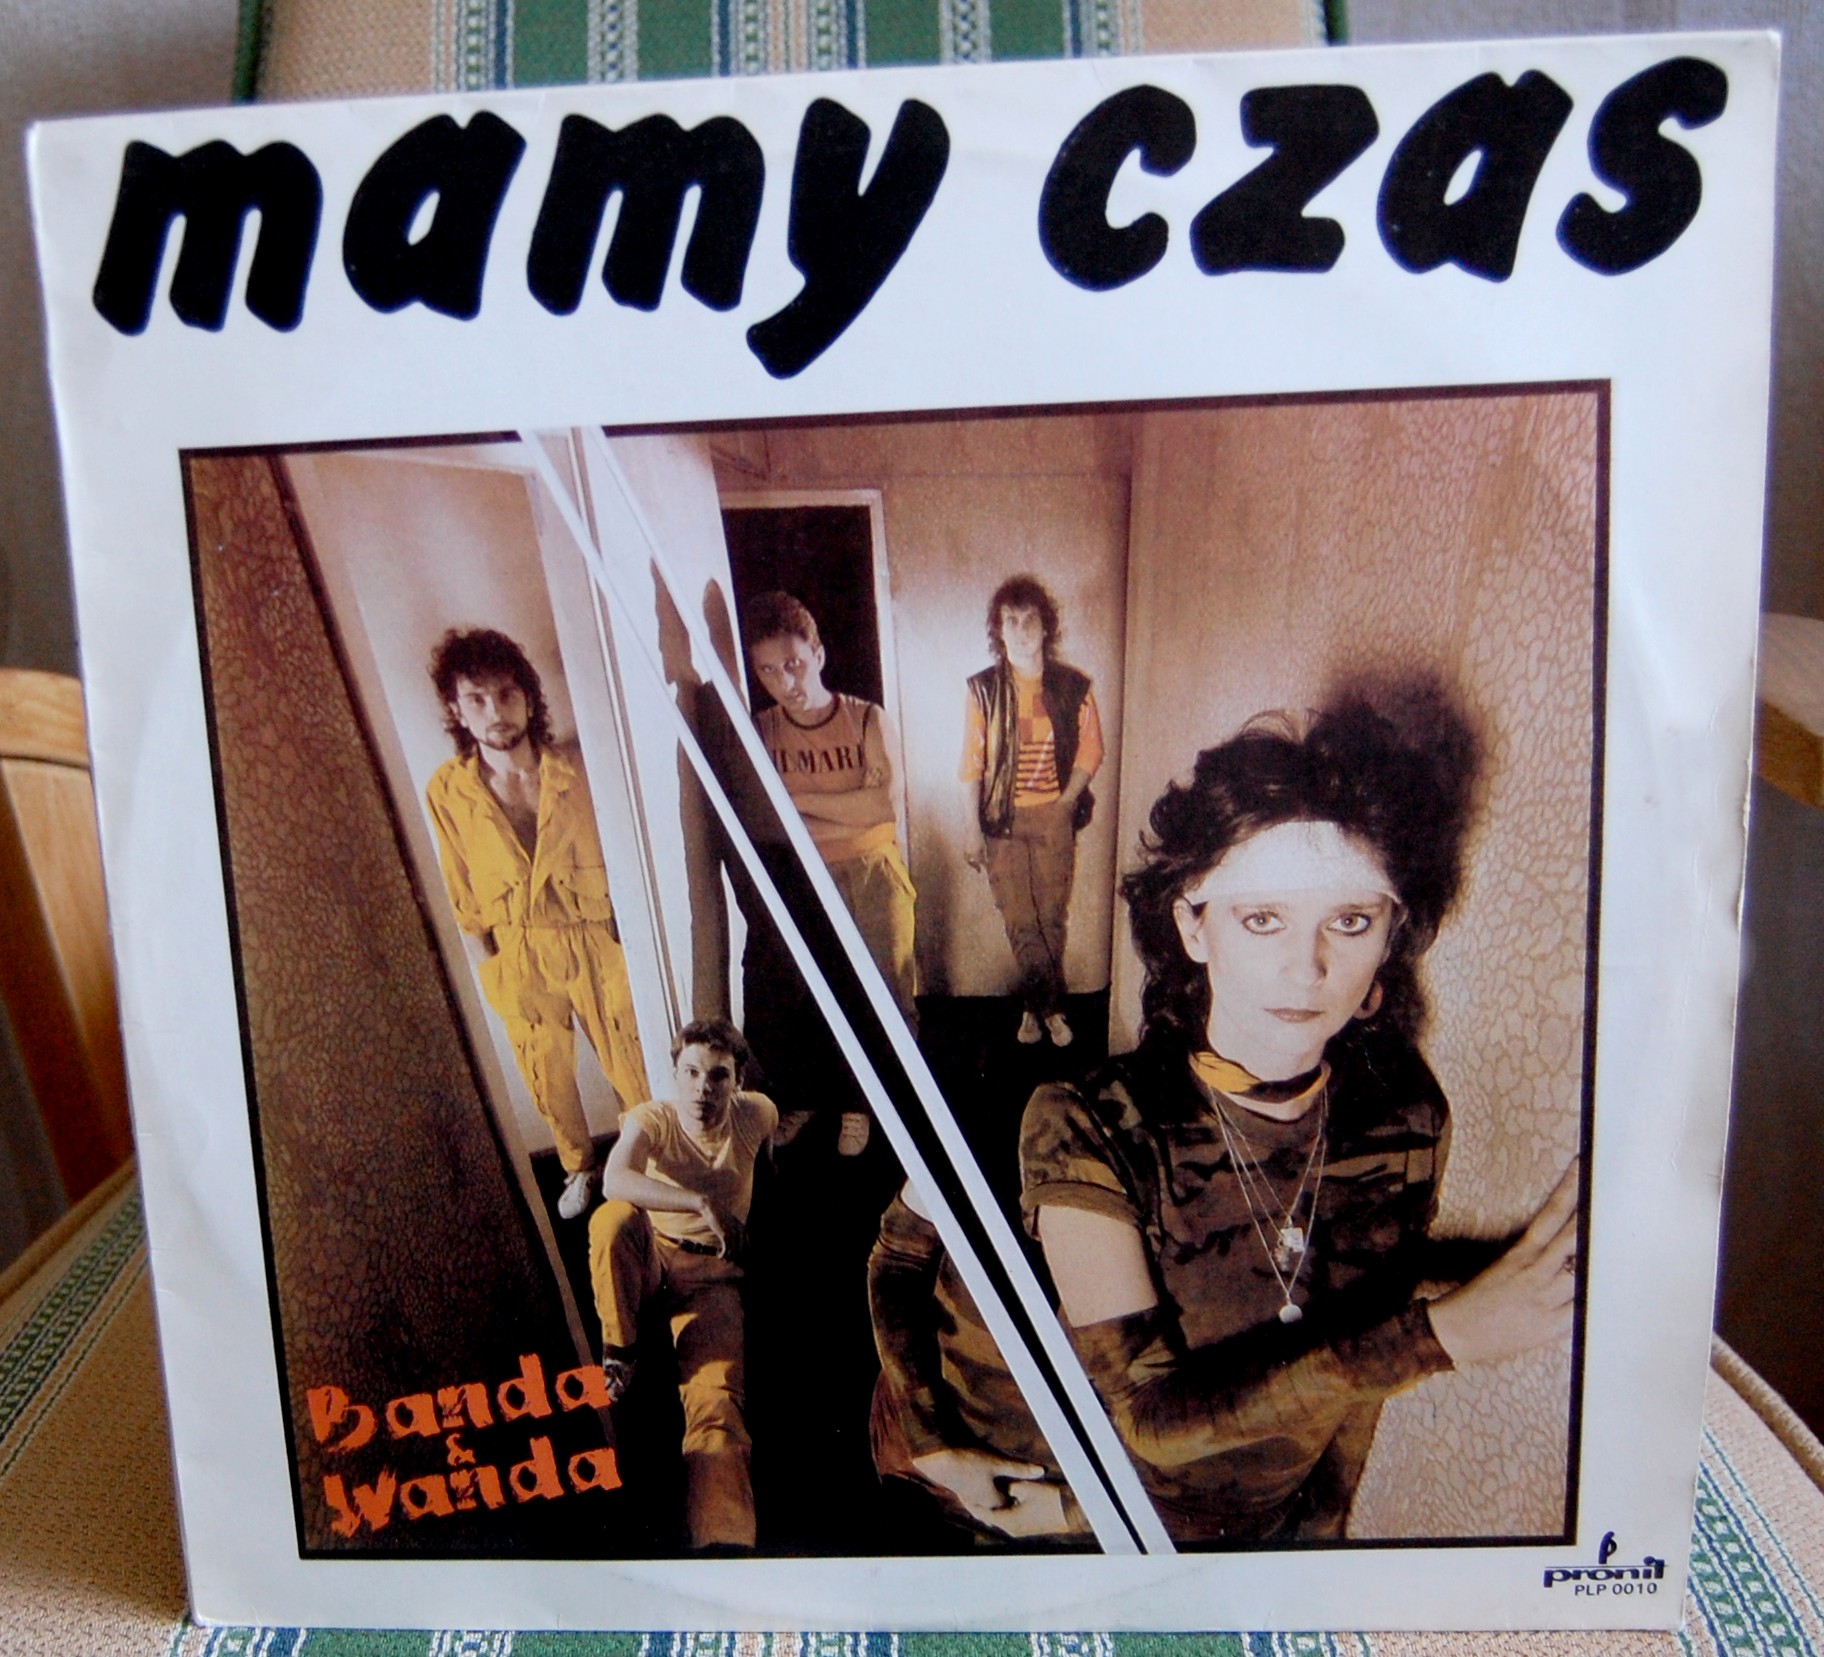 mamy czas
Banda
&
Wanda
pronit
PLP 0010